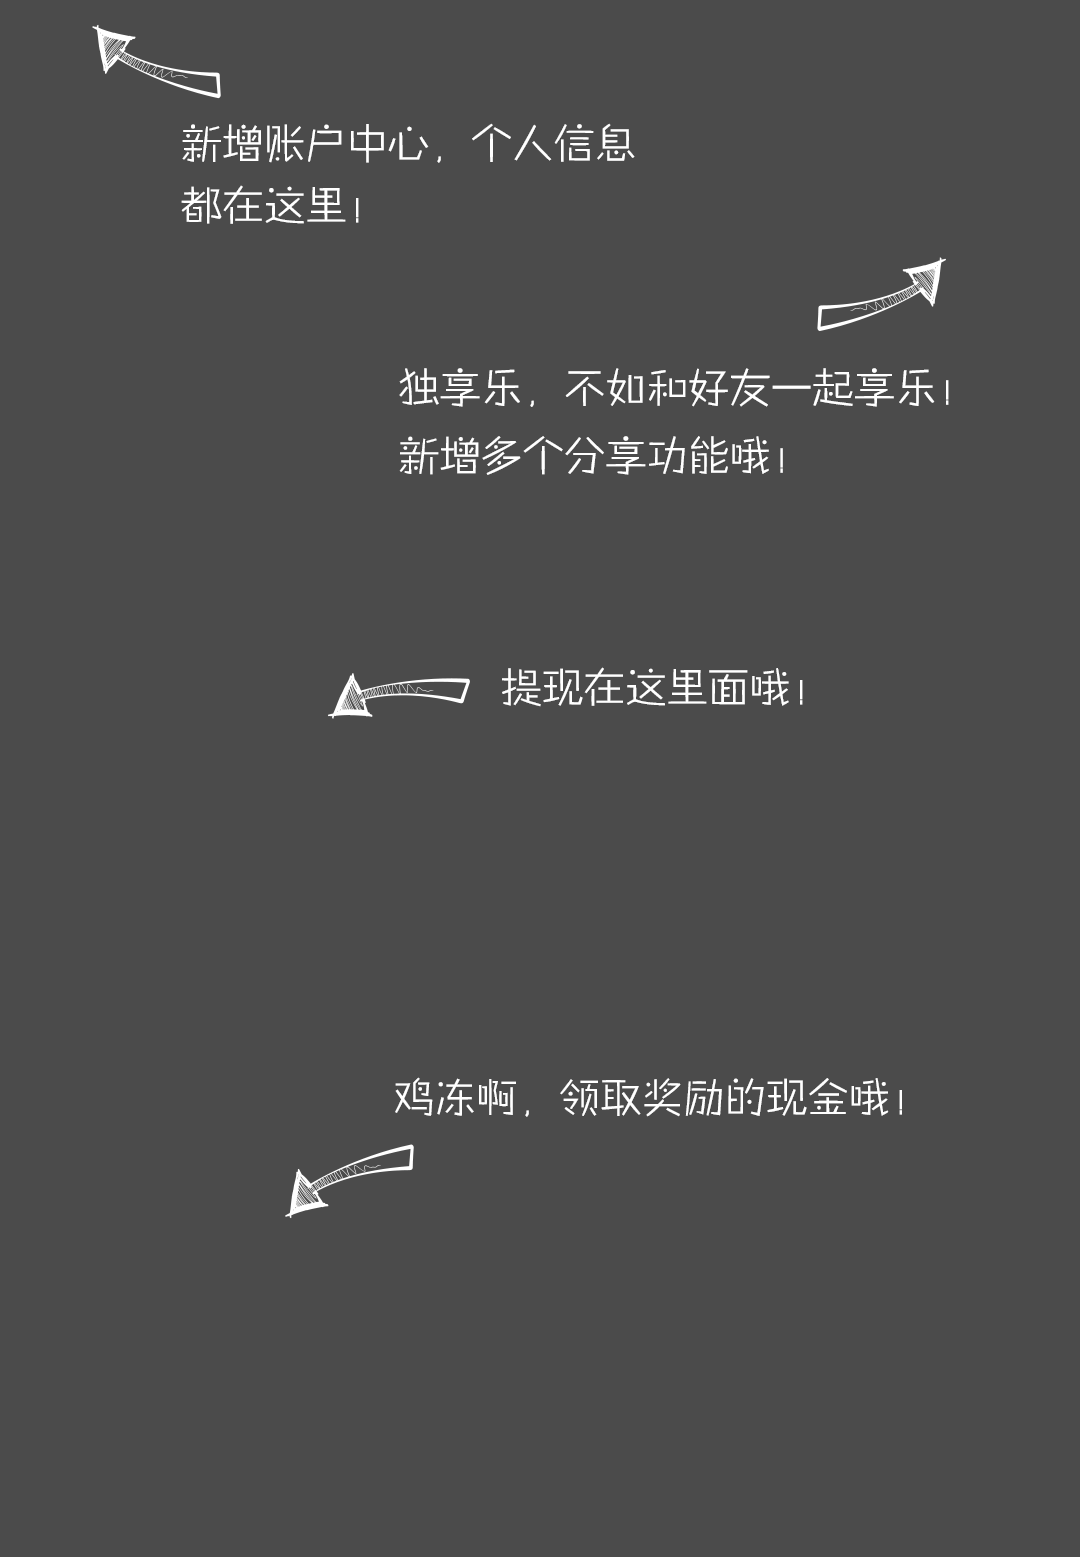 新增账户中心，个人信息
都在这里！
独享乐，不如和好友一起享乐！
新增多个分享功能哦！
提现在这里面哦！
鸡冻啊，领取奖励的现金哦！